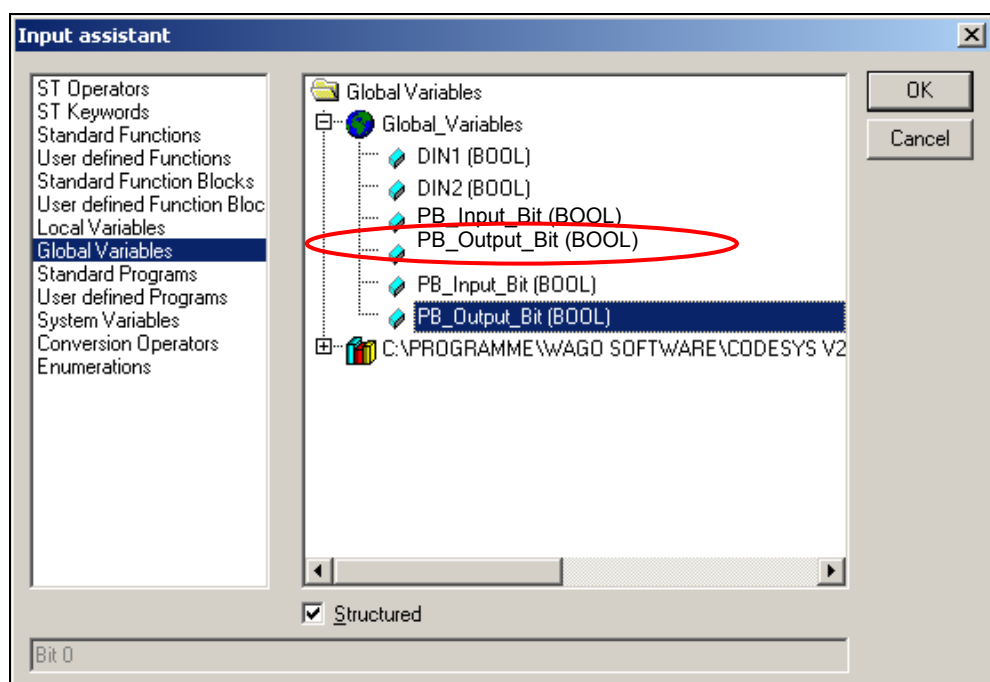 Input assistant
ST Operators
ST Keywords
Standard Functions
User defined Functions
Standard Function Blocks
User defined Function Bloc
Local Variables
Global Variables
Standard Programs
User defined Programs
System Variables
Conversion Operators
Enumerations
Global Variables
Global_Variables
DIN1 (BOOL)
DIN2 (BOOL)
PB_Input_Bit (BOOL)
PB_Output_Bit (BOOL)
PB_Input_Bit (BOOL)
PB_Output_Bit (BOOL)
C:\PROGRAMME\WAGO SOFTWARE\CODESYS V2
OK
Cancel
Structured
Bit 0